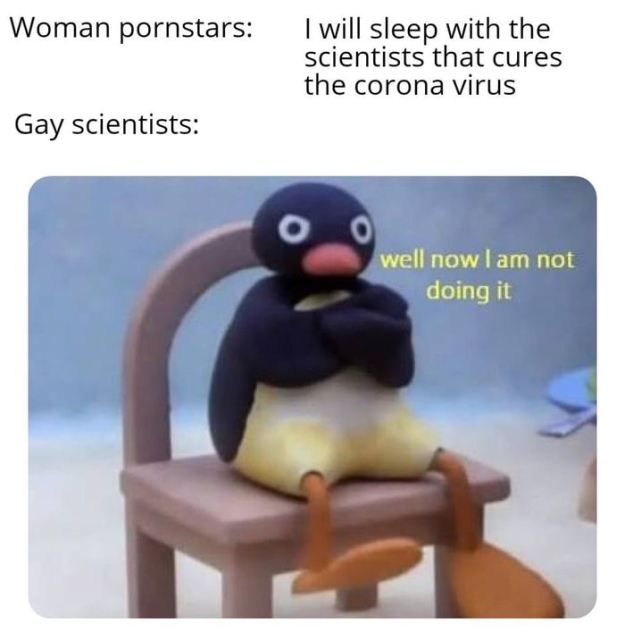 Woman pornstars:
I will sleep with the
scientists that cures
the corona virus
Gay scientists:
well now I am not
doing it